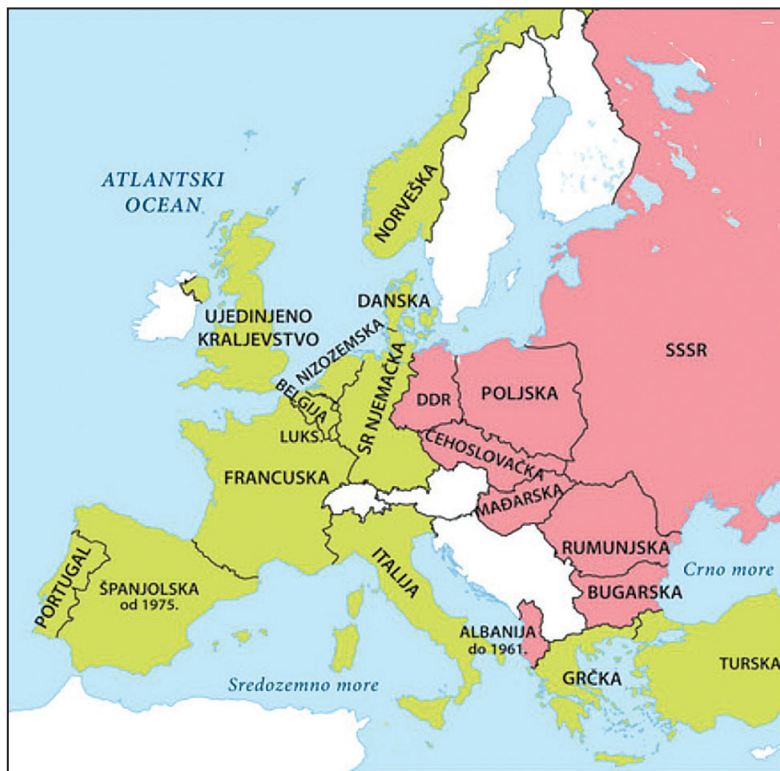 ATLANTSKI
OCEAN
NORVEŠKA
DANSKA
UJEDINJENO
KRALJEVSTVO
NIZOZEMSKA
BELGIJA
LUKS.
SR NJEMAČKA
DDR
POLJSKA
SSSR
ČEHOSLOVAČKA
FRANCUSKA
MAĐARSKA
RUMUNJSKA
Crno more
BUGARSKA
ITALIJA
PORTUGAL
ŠPANJOLSKA
od 1975.
ALBANIJA
do 1961.
GRČKA
TURSKA
Sredozemno more